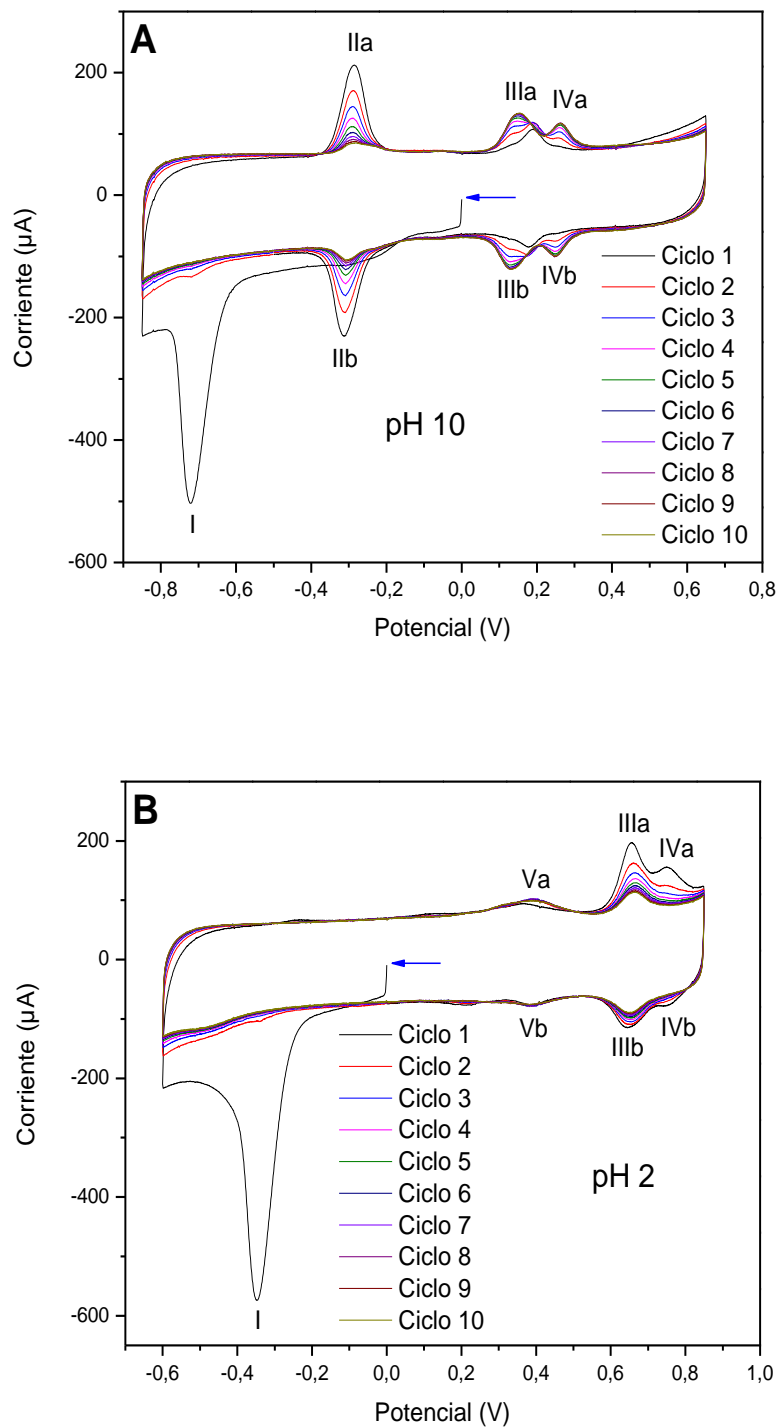 A
IIa
IIIa
IVa
200
0
-200
-400
-600
Corriente (µA)
I
IIb
IIIb
IVb
pH 10
Ciclo 1
Ciclo 2
Ciclo 3
Ciclo 4
Ciclo 5
Ciclo 6
Ciclo 7
Ciclo 8
Ciclo 9
Ciclo 10
-0,8 -0,6 -0,4 -0,2 0,0 0,2 0,4 0,6 0,8
Potencial (V)
B
IIIa
IVa
Va
200
0
-200
-400
-600
Corriente (µA)
Vb
IIIb
IVb
Ciclo 1
Ciclo 2
Ciclo 3
Ciclo 4
Ciclo 5
Ciclo 6
Ciclo 7
Ciclo 8
Ciclo 9
Ciclo 10
pH 2
I
-0,6 -0,4 -0,2 0,0 0,2 0,4 0,6 0,8 1,0
Potencial (V)